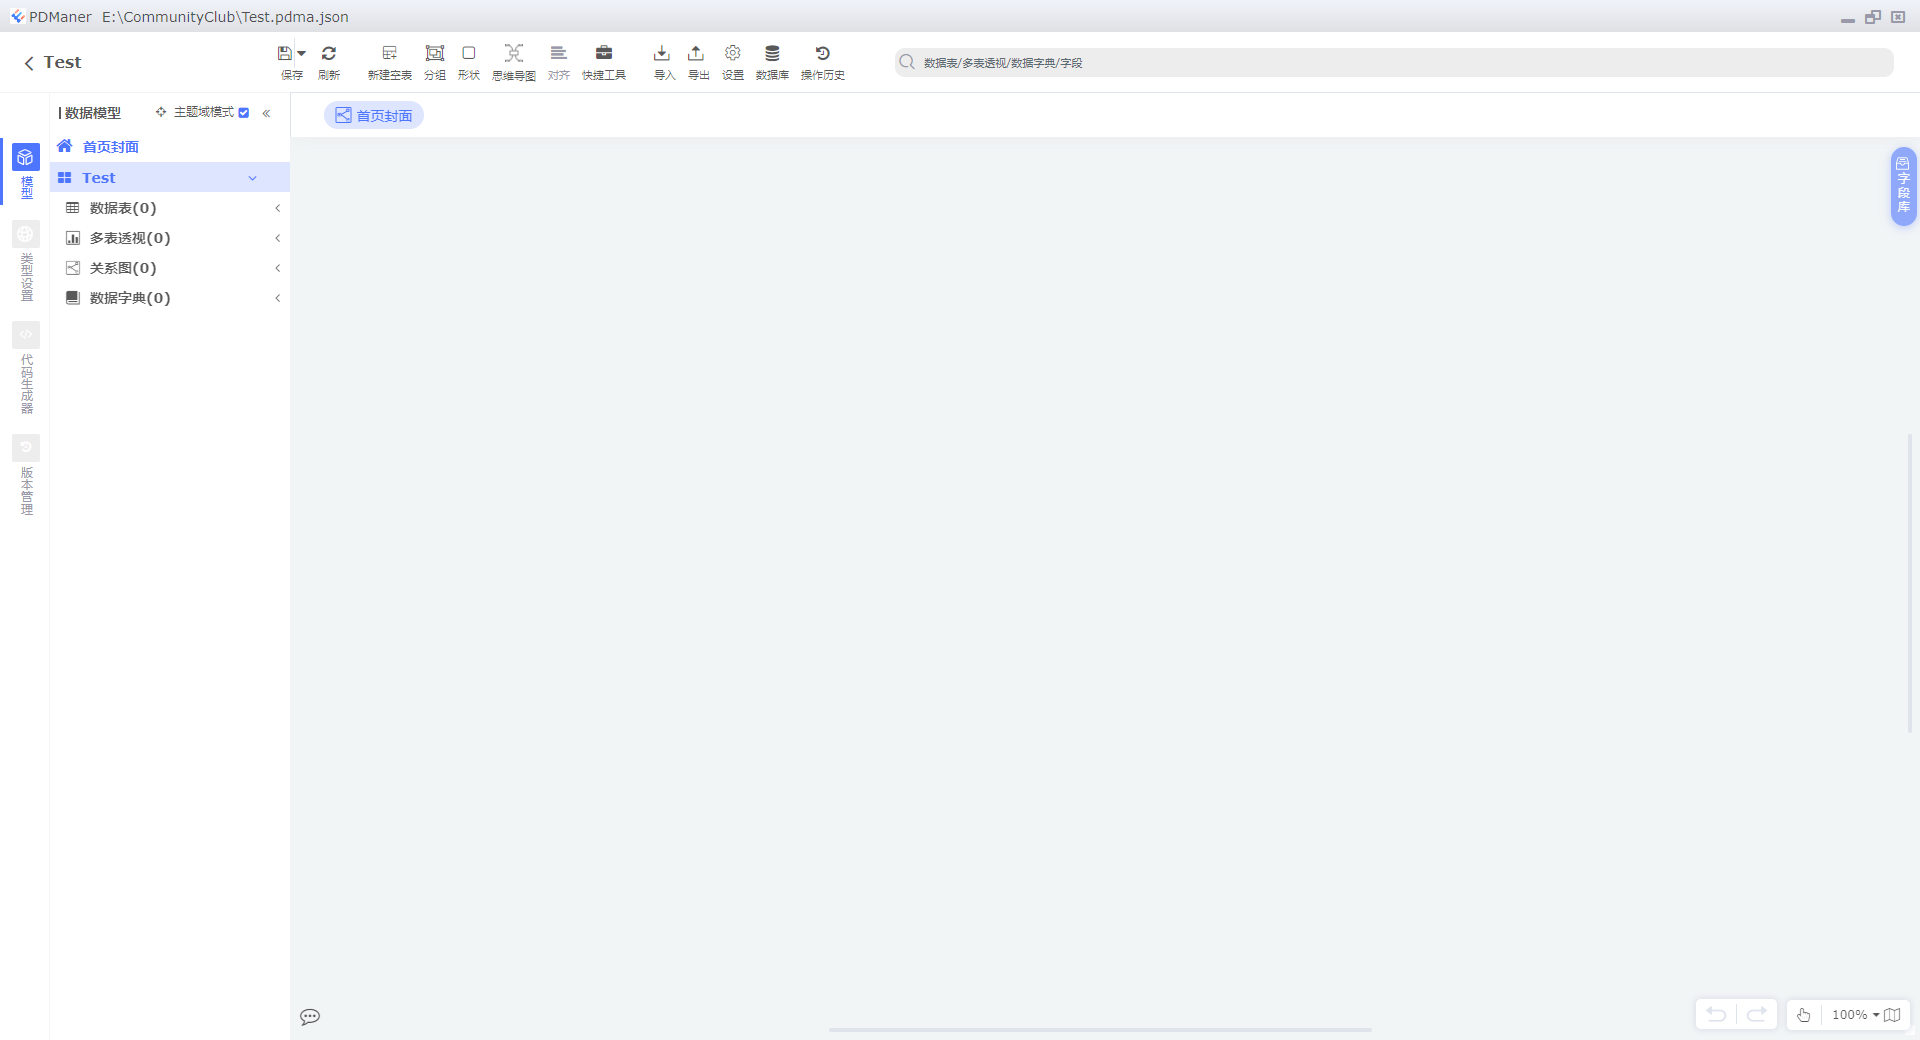 PDManer E:\CommunityClub\Test.pdma.json
Test
保存 刷新 新建空表 分组 形状 思维导图 对齐 快捷工具 导入 导出 设置 数据库 操作历史
数据表/多表透视/数据字典/字段
数据模型 主题域模式
首页封面
Test
数据表(0)
多表透视(0)
关系图(0)
数据字典(0)
模型
类型设置
代码生成器
版本管理
首页封面
字段库
100%